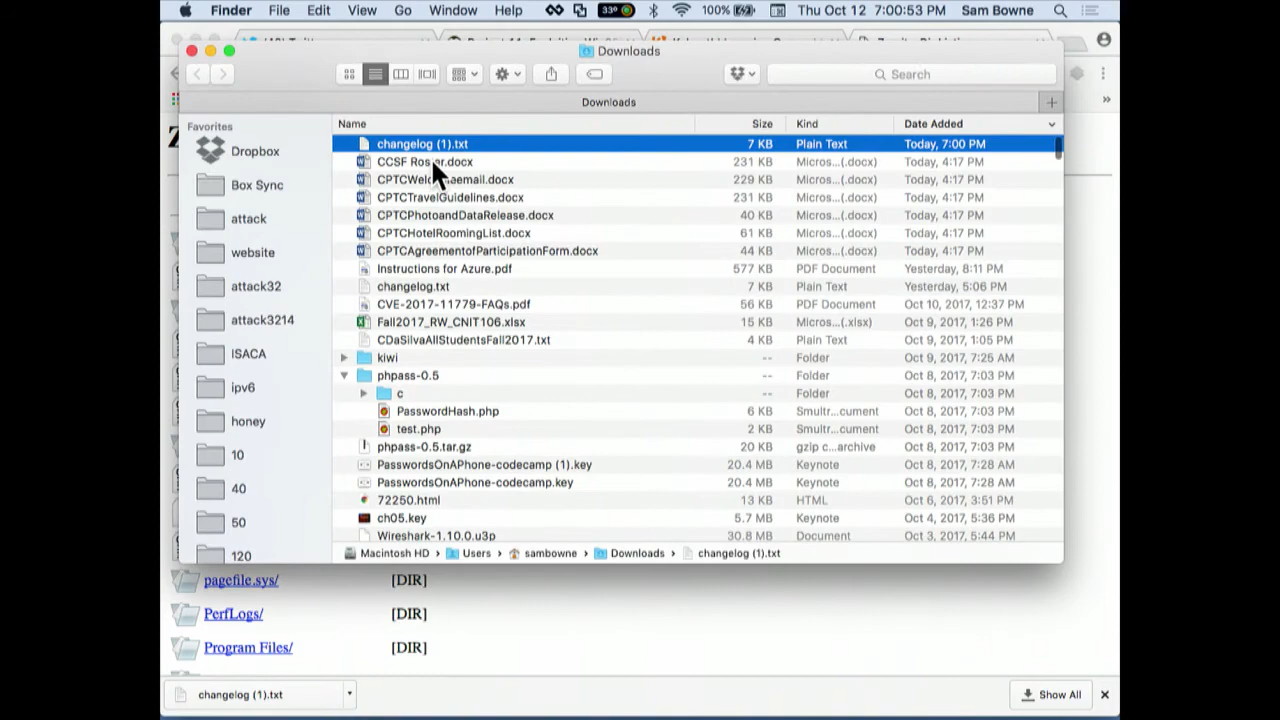 Finder File Edit View Go Window Help 33° 100% Thu Oct 12 7:00:53 PM Sam Bowne
Downloads
Search
Downloads
Favorites
Dropbox
Box Sync
attack
website
attack32
attack3214
ISACA
ipv6
honey
10
40
50
120
Name Size Kind Date Added
changelog (1).txt 7 KB Plain Text Today, 7:00 PM
CCSF 231 KB Micros...(.docx) Today, 4:17 PM
229 KB Micros...(.docx) Today, 4:17 PM
CPTCTravelGuidelines.docx 231 KB Micros...(.docx) Today, 4:17 PM
CPTCPhotoandDataRelease.docx 40 KB Micros...(.docx) Today, 4:17 PM
CPTCHotelRoomingList.docx 61 KB Micros...(.docx) Today, 4:17 PM
CPTCAgreementofParticipationForm.docx 44 KB Micros...(.docx) Today, 4:17 PM
Instructions for Azure.pdf 577 KB PDF Document Yesterday, 8:11 PM
changelog.txt 7 KB Plain Text Yesterday, 5:06 PM
CVE-2017-11779-FAQs.pdf 56 KB PDF Document Oct 10, 2017, 12:37 PM
Fall2017_RW_CNIT106.xlsx 15 KB Micros...(.xlsx) Oct 9, 2017, 1:26 PM
CDaSilvaAllStudentsFall2017.txt 4 KB Plain Text Oct 9, 2017, 1:05 PM
kiwi -- Folder Oct 9, 2017, 7:25 AM
phpass-0.5 -- Folder Oct 8, 2017, 7:03 PM
c -- Folder Oct 8, 2017, 7:03 PM
PasswordHash.php 6 KB Smultr...cument Oct 8, 2017, 7:03 PM
test.php 2 KB Smultr...cument Oct 8, 2017, 7:03 PM
phpass-0.5.tar.gz 20 KB gzip c...archive Oct 8, 2017, 7:03 PM
PasswordsOnAPhone-codecamp (1).key 20.4 MB Keynote Oct 8, 2017, 7:28 AM
PasswordsOnAPhone-codecamp.key 20.4 MB Keynote Oct 8, 2017, 7:28 AM
72250.html 13 KB HTML Oct 6, 2017, 3:51 PM
ch05.key 5.7 MB Keynote Oct 4, 2017, 5:36 PM
Wireshark-1.10.0.u3p 30.8 MB Document Oct 3, 2017, 5:44 PM
Macintosh HD › Users › sambowne › Downloads › changelog (1).txt
pagefile.sys/ [DIR]
PerfLogs/ [DIR]
Program Files/ [DIR]
changelog (1).txt
Show All